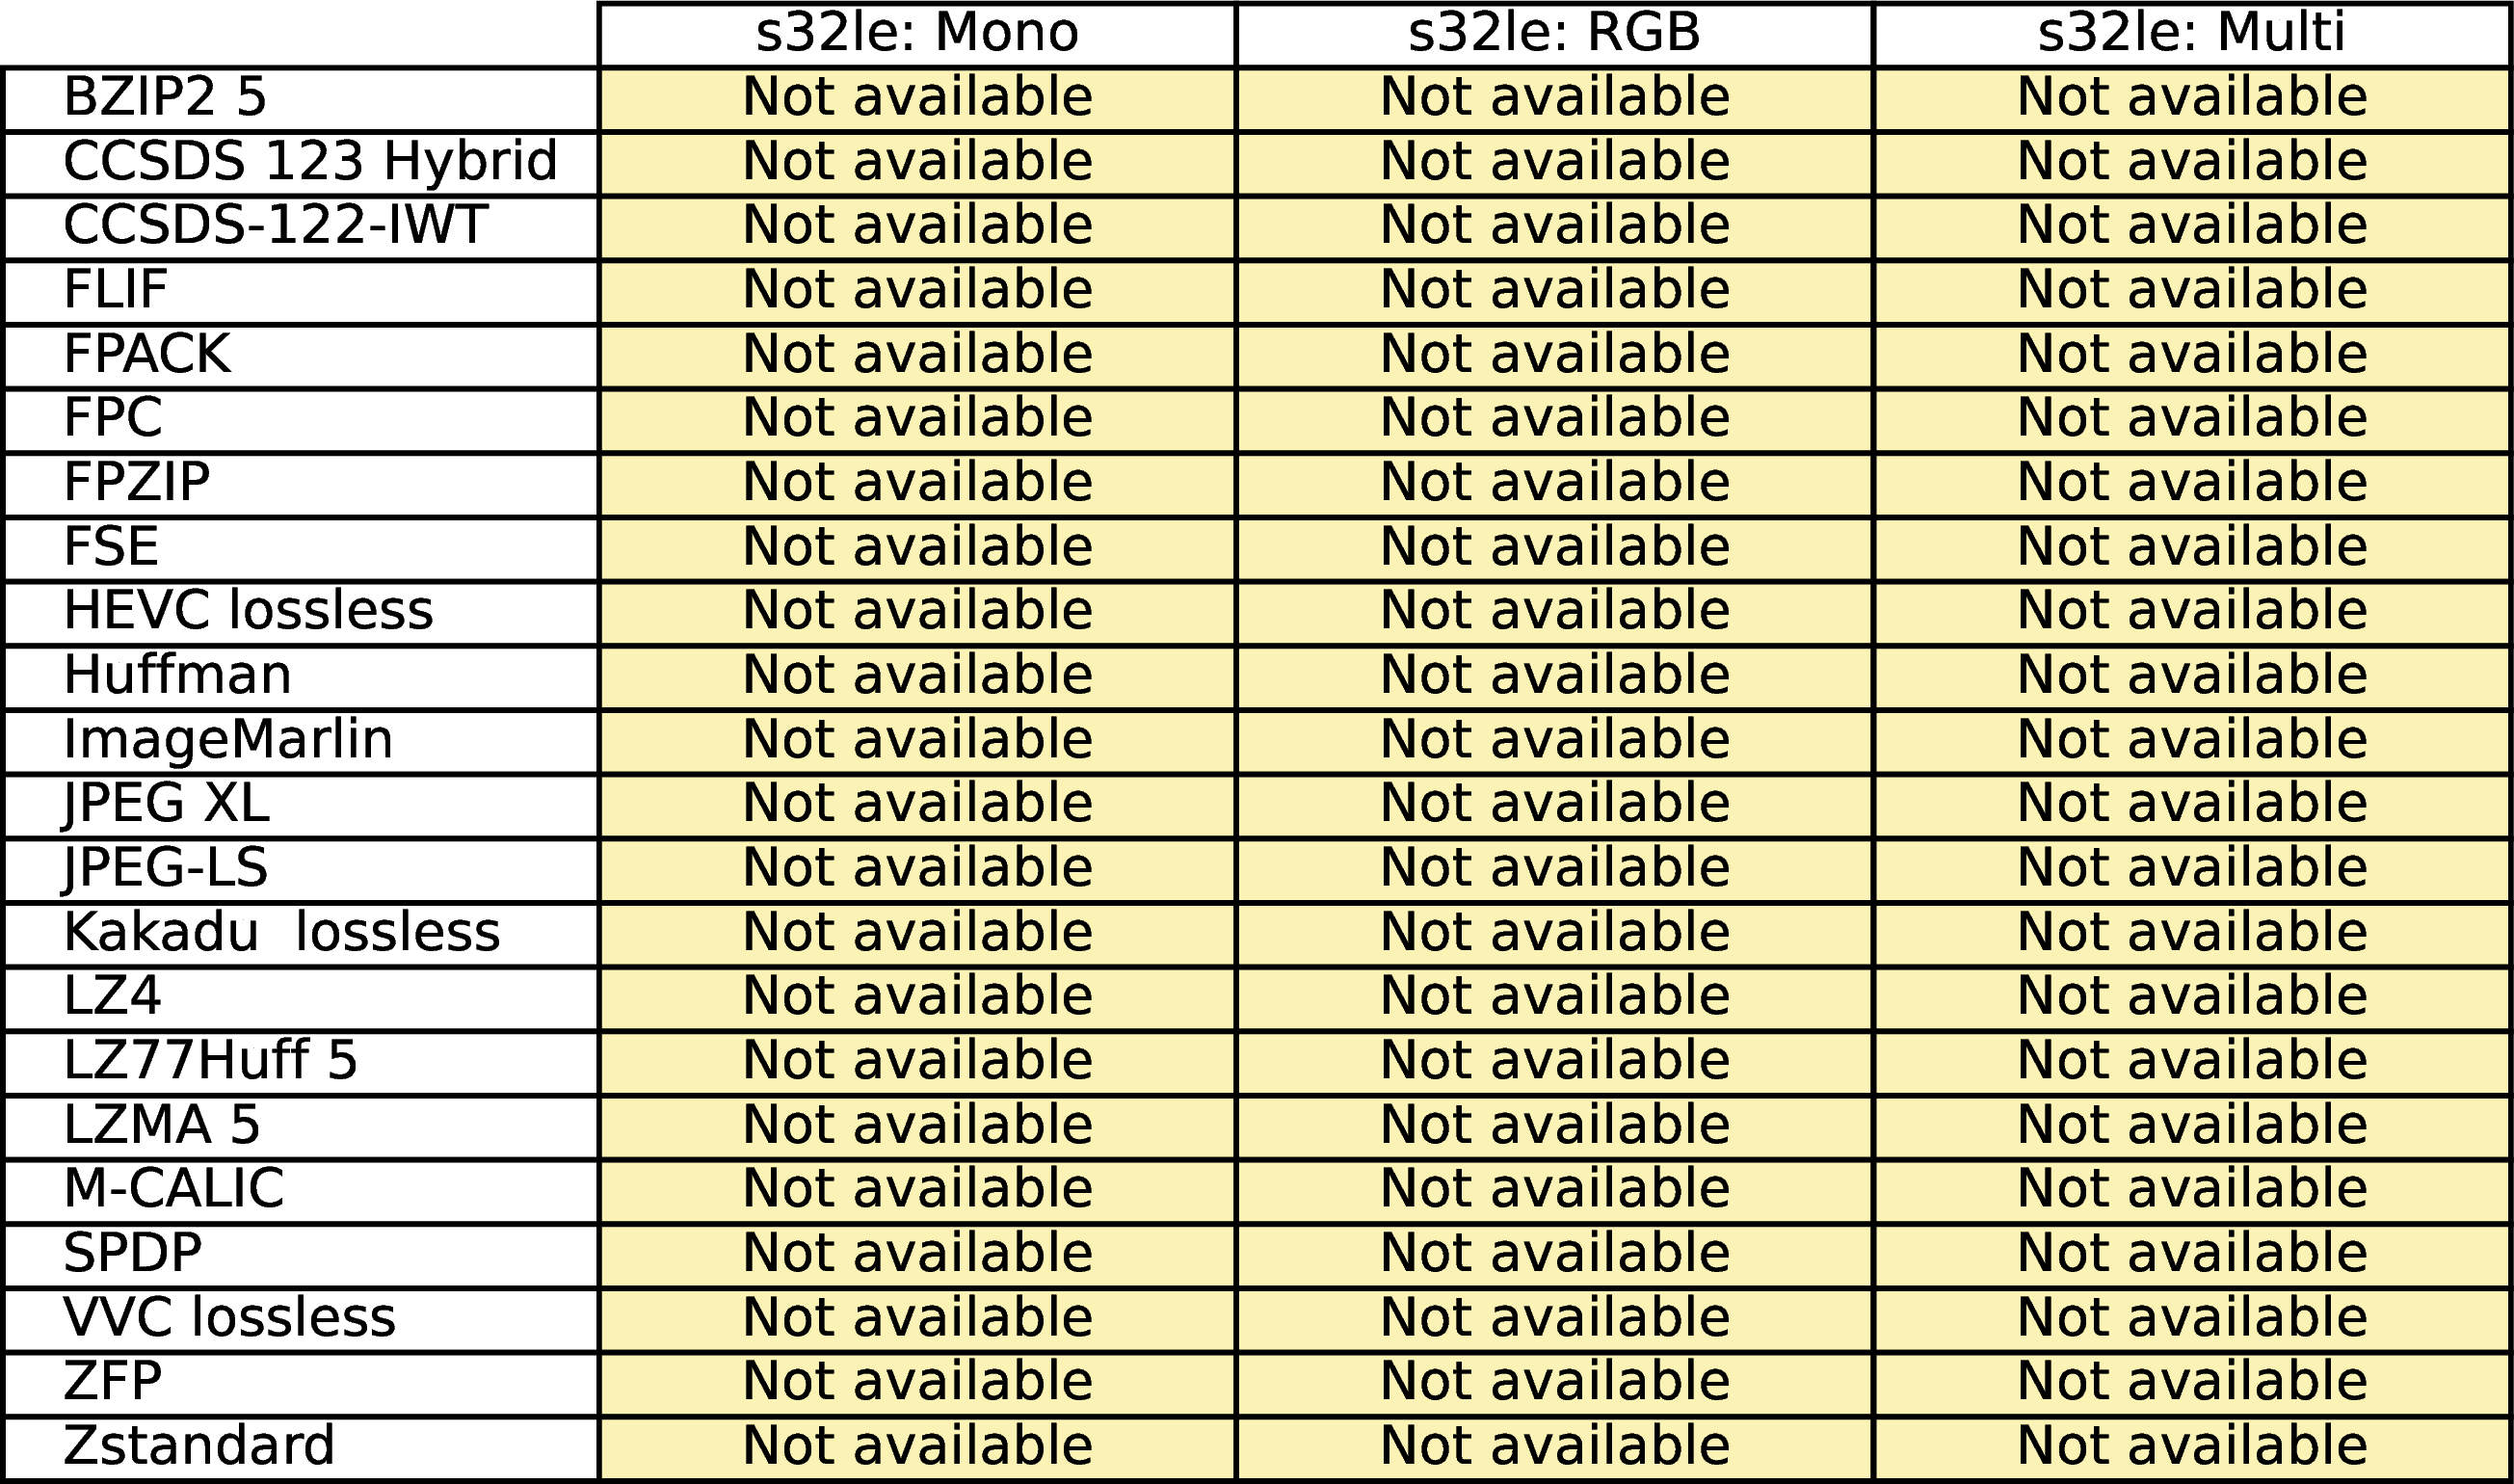 s32le: Mono s32le: RGB s32le: Multi
BZIP2 5 Not available Not available Not available
CCSDS 123 Hybrid Not available Not available Not available
CCSDS-122-IWT Not available Not available Not available
FLIF Not available Not available Not available
FPACK Not available Not available Not available
FPC Not available Not available Not available
FPZIP Not available Not available Not available
FSE Not available Not available Not available
HEVC lossless Not available Not available Not available
Huffman Not available Not available Not available
ImageMarlin Not available Not available Not available
JPEG XL Not available Not available Not available
JPEG-LS Not available Not available Not available
Kakadu  lossless Not available Not available Not available
LZ4 Not available Not available Not available
LZ77Huff 5 Not available Not available Not available
LZMA 5 Not available Not available Not available
M-CALIC Not available Not available Not available
SPDP Not available Not available Not available
VVC lossless Not available Not available Not available
ZFP Not available Not available Not available
Zstandard Not available Not available Not available